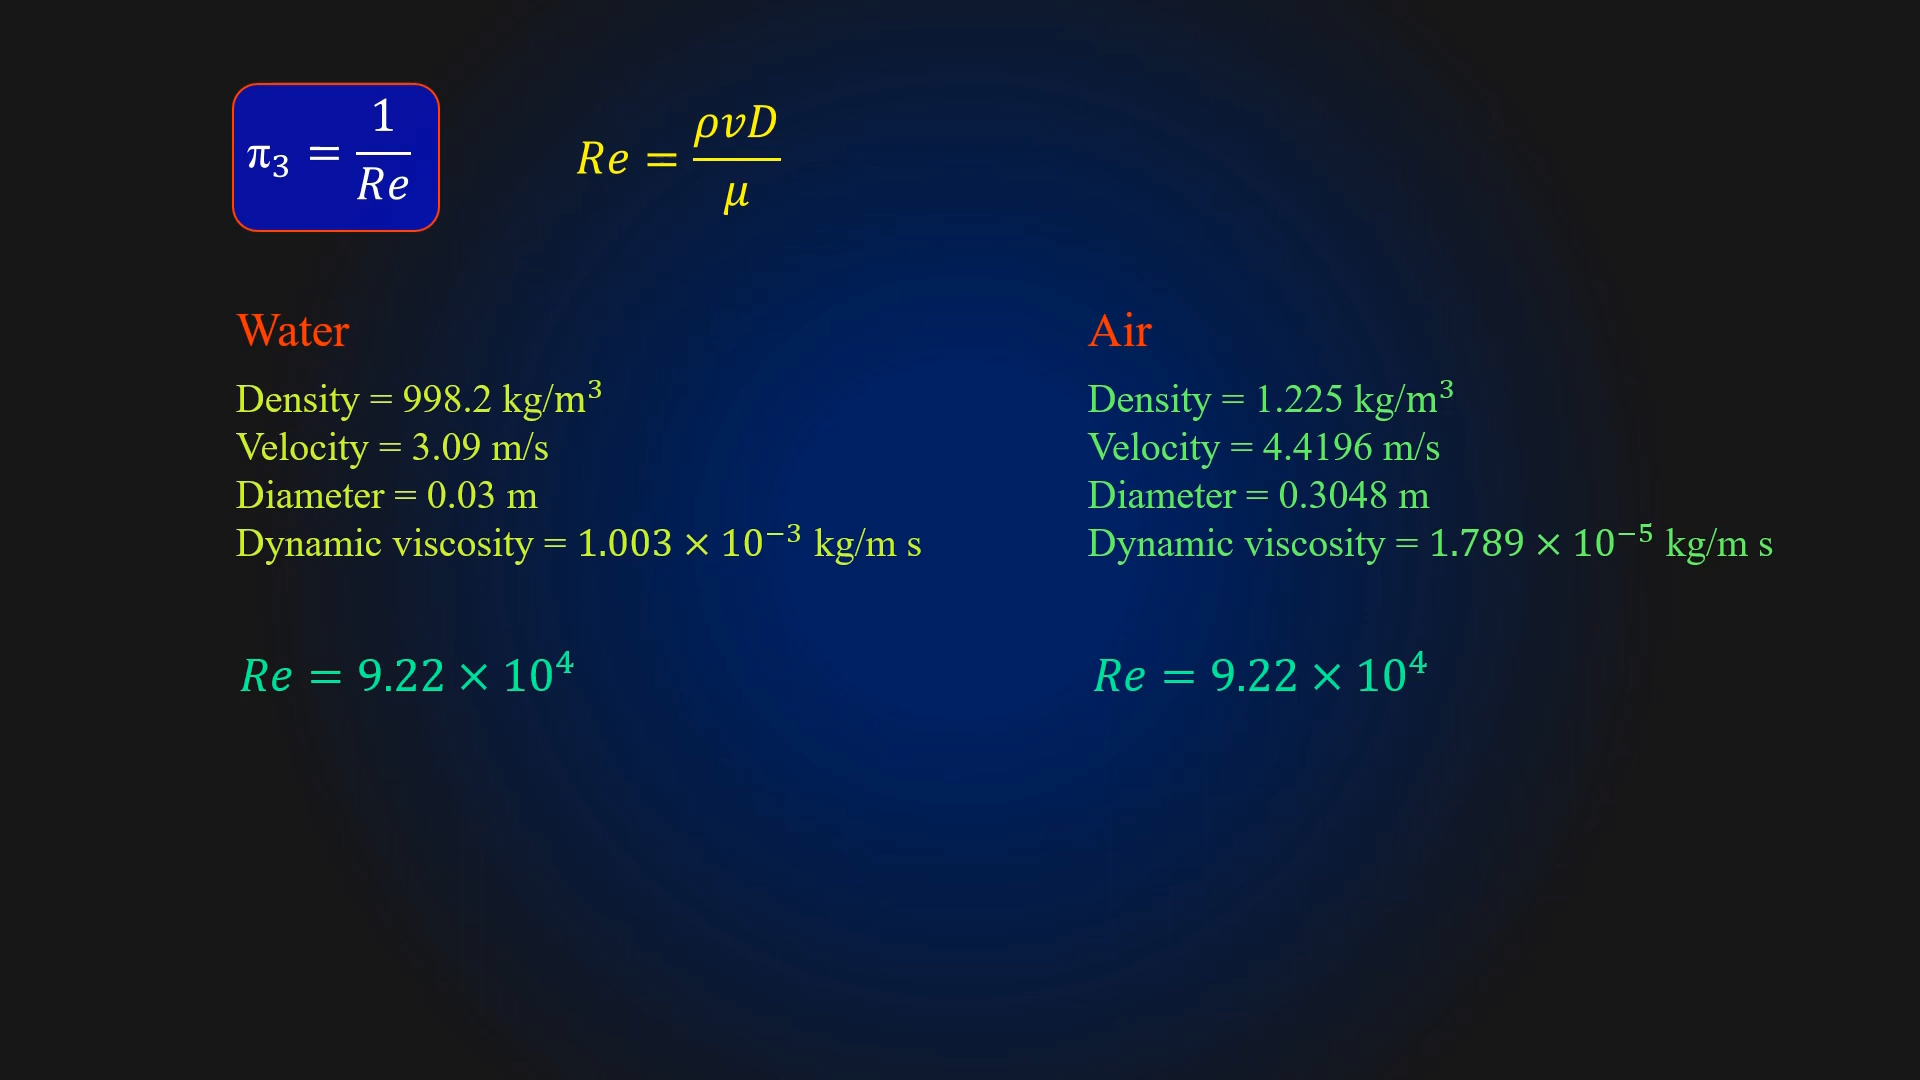 π₃ = 1/Re
Re = ρvD/μ
Water
Density = 998.2 kg/m³
Velocity = 3.09 m/s
Diameter = 0.03 m
Dynamic viscosity = 1.003 × 10⁻³ kg/m s
Re = 9.22 × 10⁴
Air
Density = 1.225 kg/m³
Velocity = 4.4196 m/s
Diameter = 0.3048 m
Dynamic viscosity = 1.789 × 10⁻⁵ kg/m s
Re = 9.22 × 10⁴